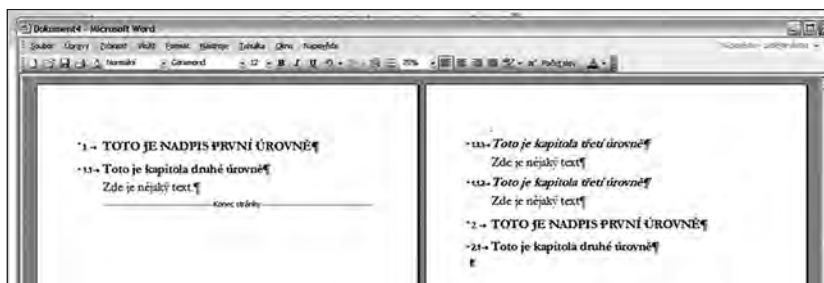 Dokument4 - Microsoft Word
Soubor Úpravy Zobrazit Vložit Formát Nástroje Tabulka Okno Nápověda
Normální Garamond 12 B I U 70% Počet slov A
1 → TOTO JE NADPIS PRVNÍ ÚROVNĚ¶
1.1 → Toto je kapitola druhé úrovně¶
Zde je nějaký text.¶
Konec stránky
1.1.1 → Toto je kapitola třetí úrovně¶
Zde je nějaký text¶
1.1.2 → Toto je kapitola třetí úrovně¶
Zde je nějaký text¶
2 → TOTO JE NADPIS PRVNÍ ÚROVNĚ¶
2.1 → Toto je kapitola druhé úrovně¶
¶